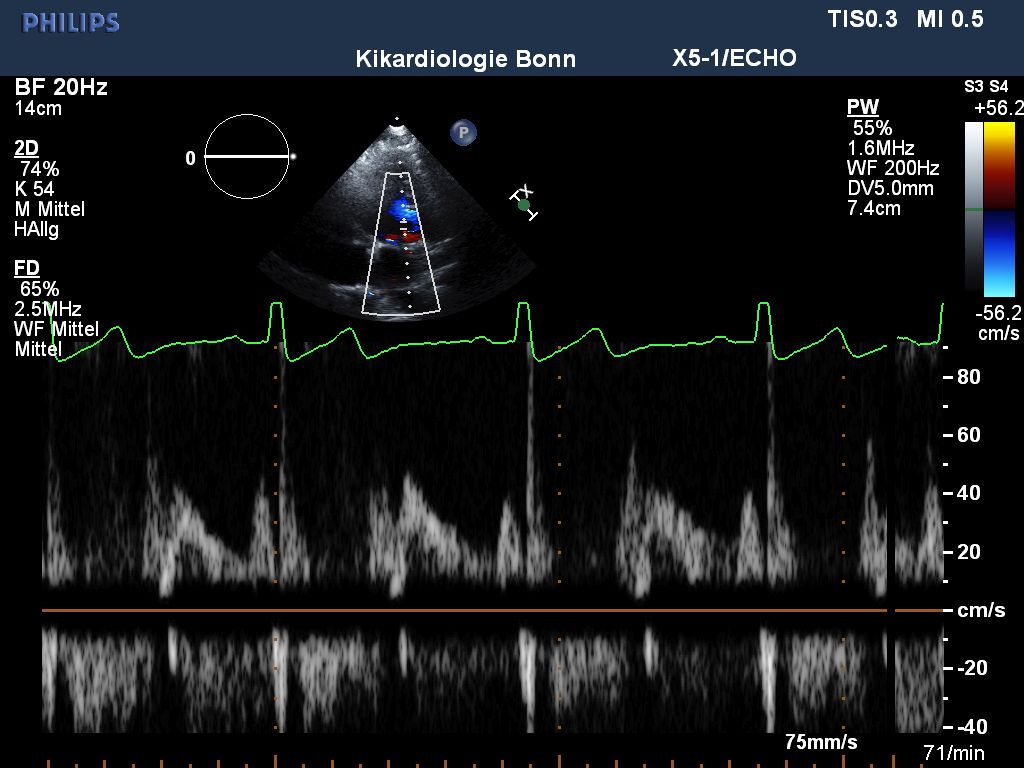 PHILIPS
TIS0.3 MI 0.5
Kikardiologie Bonn X5-1/ECHO
BF 20Hz
14cm
2D
74%
K 54
M Mittel
HAllg
FD
65%
2.5MHz
WF Mittel
Mittel
0
P
TX
T
PW
55%
1.6MHz
WF 200Hz
DV5.0mm
7.4cm
S3 S4
+56.2
-56.2
cm/s
80
60
40
20
cm/s
-20
-40
75mm/s
71/min